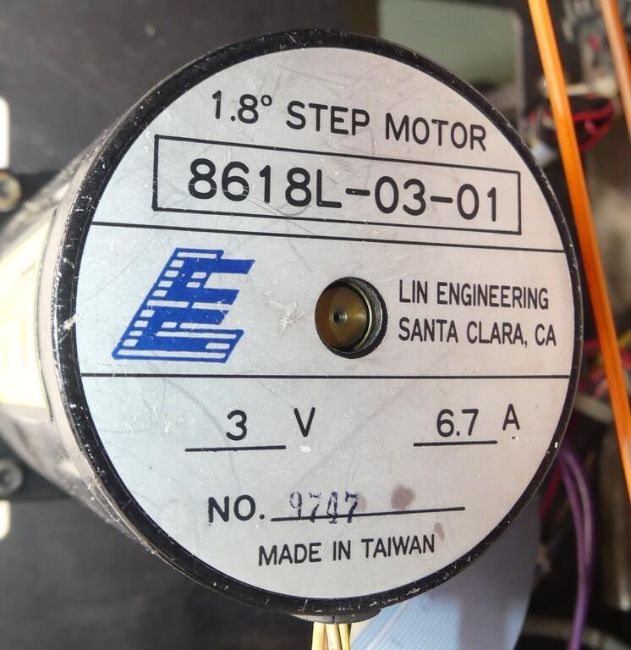 1.8° STEP MOTOR
8618L-03-01
LE
LIN ENGINEERING
SANTA CLARA, CA
3 V 6.7 A
NO. 9747
MADE IN TAIWAN